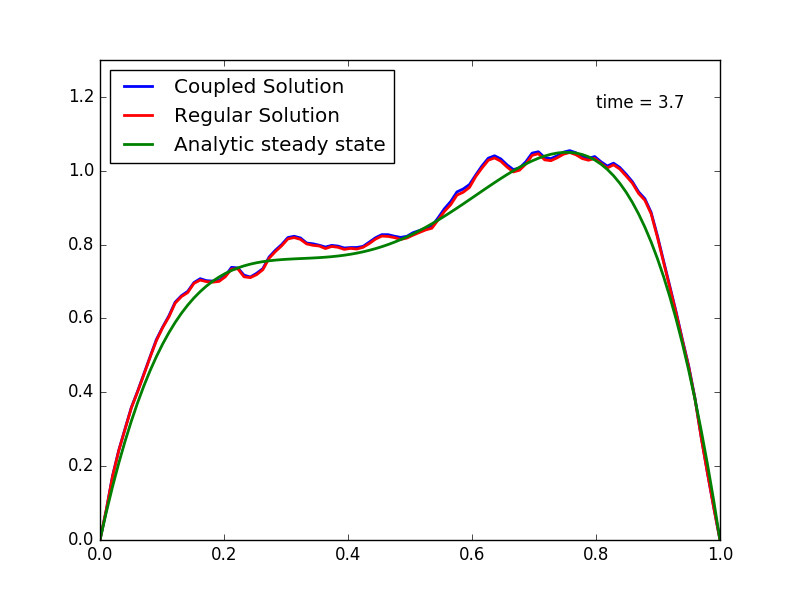 Coupled Solution
Regular Solution
Analytic steady state
time = 3.7
1.2
1.0
0.8
0.6
0.4
0.2
0.0
0.0 0.2 0.4 0.6 0.8 1.0